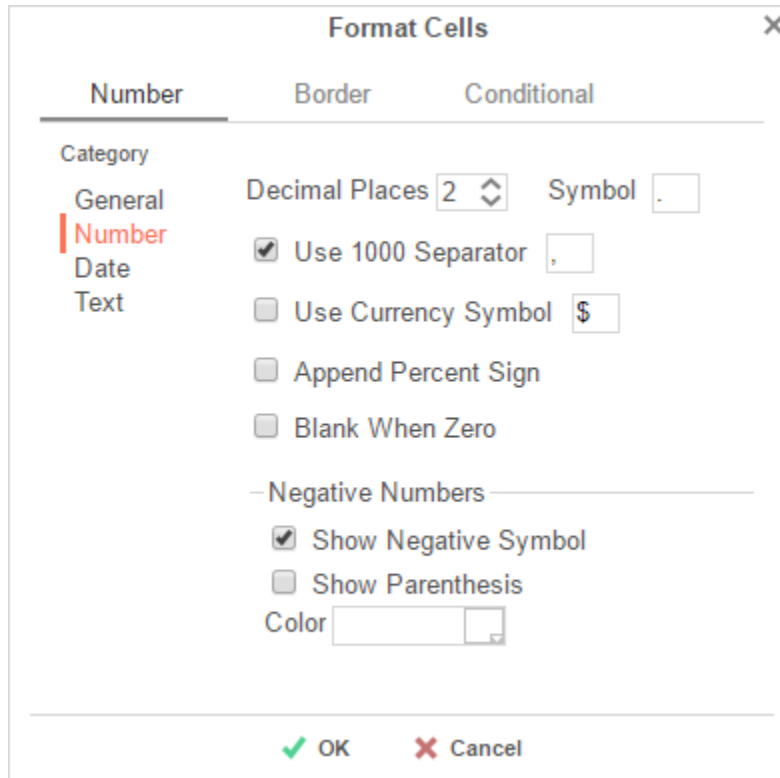 Format Cells
Number Border Conditional
Category
General
Number
Date
Text
Decimal Places 2 Symbol .
Use 1000 Separator ,
Use Currency Symbol $
Append Percent Sign
Blank When Zero
Negative Numbers
Show Negative Symbol
Show Parenthesis
Color
OK Cancel